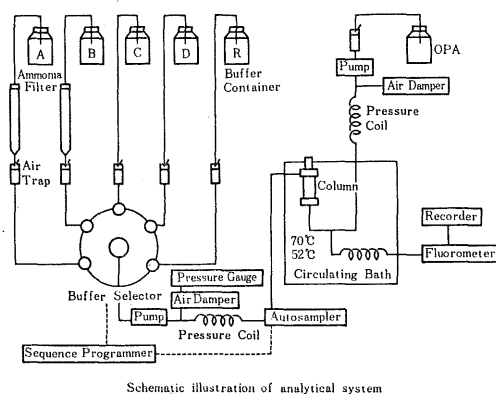 A
B
C
D
R
OPA
Ammonia
Filter
Buffer
Container
Pump
Air Damper
Pressure
Coil
Air
Trap
Column
70℃
52℃
Circulating Bath
Recorder
Fluorometer
Pressure Gauge
Air Damper
Buffer Selector
Pump
Pressure Coil
Autosampler
Sequence Programmer
Schematic illustration of analytical system